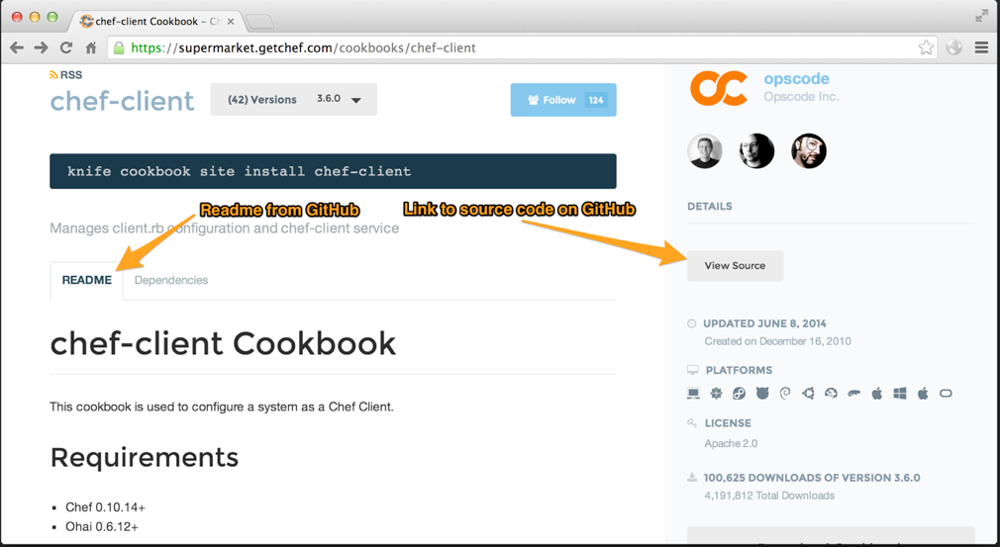 chef-client Cookbook – Ch
https://supermarket.getchef.com/cookbooks/chef-client
RSS
chef-client
(42) Versions 3.6.0
Follow 124
opscode
Opscode Inc.
knife cookbook site install chef-client
Readme from GitHub
Link to source code on GitHub
DETAILS
Manages client.rb configuration and chef-client service
View Source
README
Dependencies
UPDATED JUNE 8, 2014
Created on December 16, 2010
chef-client Cookbook
PLATFORMS
This cookbook is used to configure a system as a Chef Client.
LICENSE
Apache 2.0
Requirements
100,625 DOWNLOADS OF VERSION 3.6.0
4,191,812 Total Downloads
Chef 0.10.14+
Ohai 0.6.12+